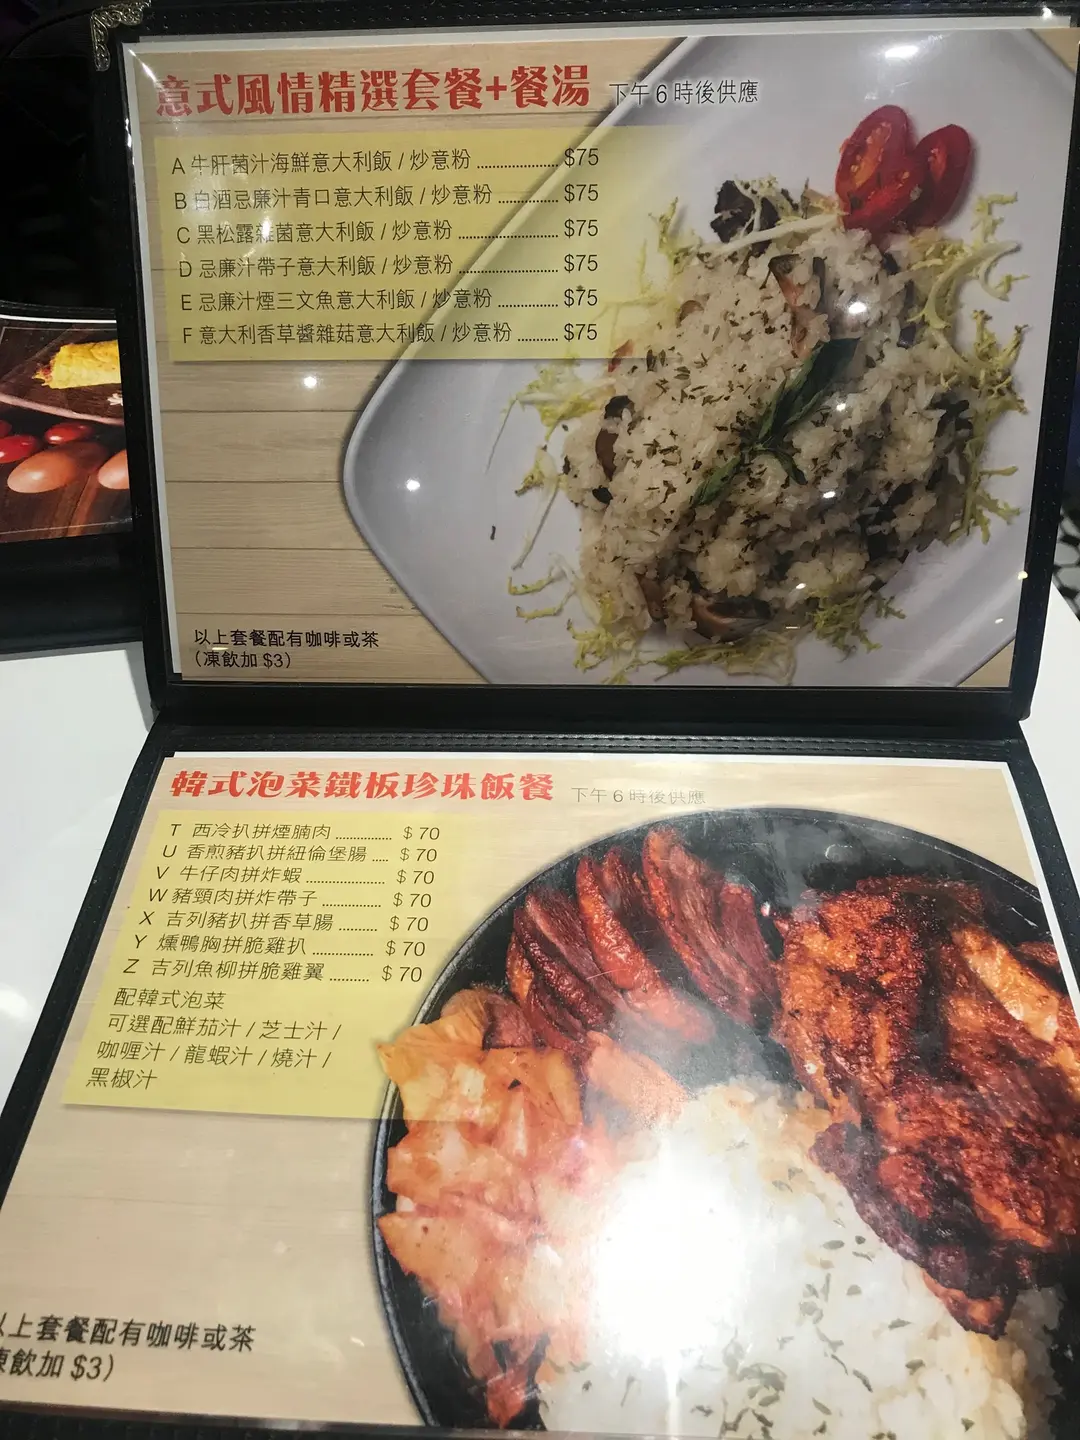 意式風情精選套餐+餐湯 下午6時後供應
A 牛肝菌汁海鮮意大利飯 / 炒意粉 .................. $75
B 白酒忌廉汁青口意大利飯 / 炒意粉 ............. $75
C 黑松露雜菌意大利飯 / 炒意粉 ...................... $75
D 忌廉汁帶子意大利飯 / 炒意粉 ...................... $75
E 忌廉汁煙三文魚意大利飯 / 炒意粉 ............. $75
F 意大利香草醬雜菇意大利飯 / 炒意粉 ......... $75
以上套餐配有咖啡或茶
(凍飲加 $3)
韓式泡菜鐵板珍珠飯餐 下午6時後供應
T 西冷扒拼煙腩肉 .............. $ 70
U 香煎豬扒拼紐倫堡腸 .... $ 70
V 牛仔肉拼炸蝦 .................... $ 70
W 豬頸肉拼炸帶子 ............... $ 70
X 吉列豬扒拼香草腸 .......... $ 70
Y 燻鴨胸拼脆雞扒 ............... $ 70
Z 吉列魚柳拼脆雞翼 .......... $ 70
配韓式泡菜
可選配鮮茄汁 / 芝士汁 /
咖喱汁 / 龍蝦汁 / 燒汁 /
黑椒汁
以上套餐配有咖啡或茶
凍飲加 $3)